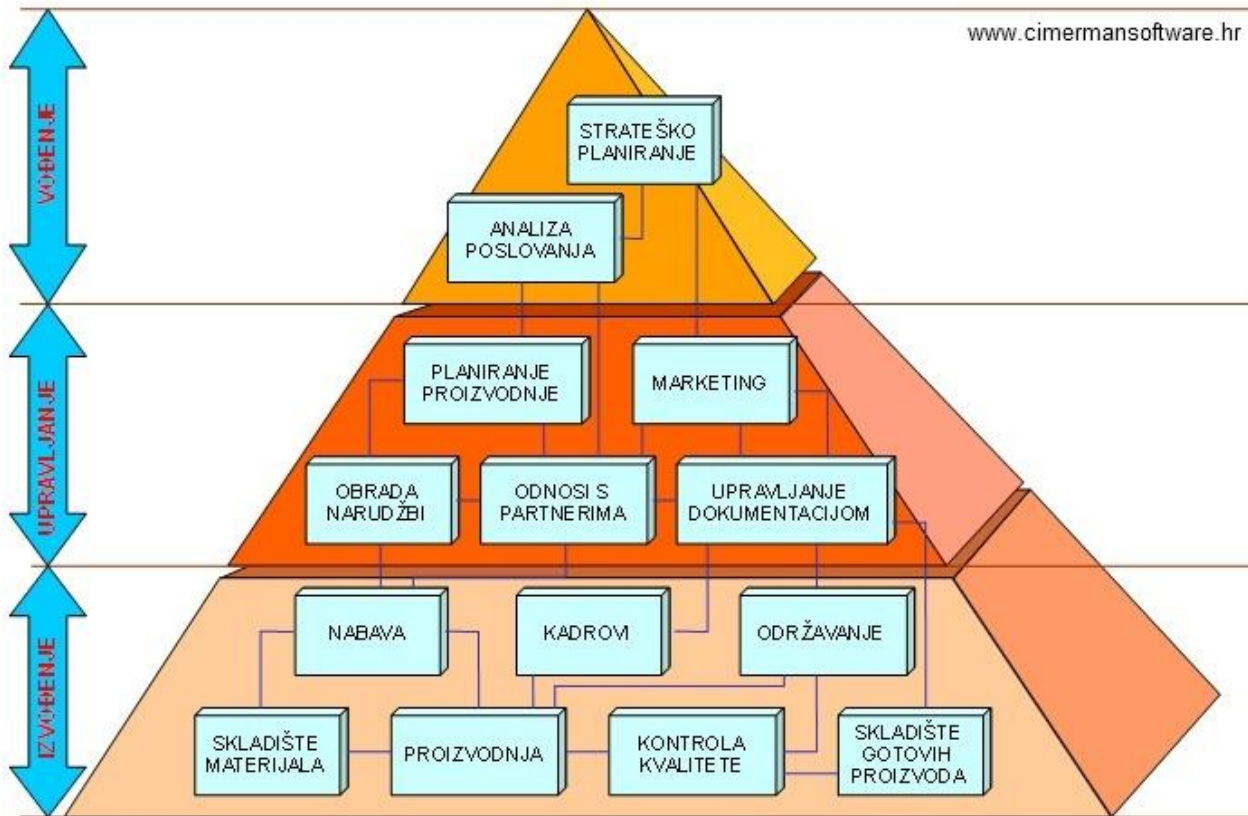 www.cimermansoftware.hr
VOĐENJE
STRATEŠKO
PLANIRANJE
ANALIZA
POSLOVANJA
UPRAVLJANJE
PLANIRANJE
PROIZVODNJE
MARKETING
OBRADA
NARUDŽBI
ODNOSI S
PARTNERIMA
UPRAVLJANJE
DOKUMENTACIJOM
IZVOĐENJE
NABAVA
KADROVI
ODRŽAVANJE
SKLADIŠTE
MATERIJALA
PROIZVODNJA
KONTROLA
KVALITETE
SKLADIŠTE
GOTOVIH
PROIZVODA